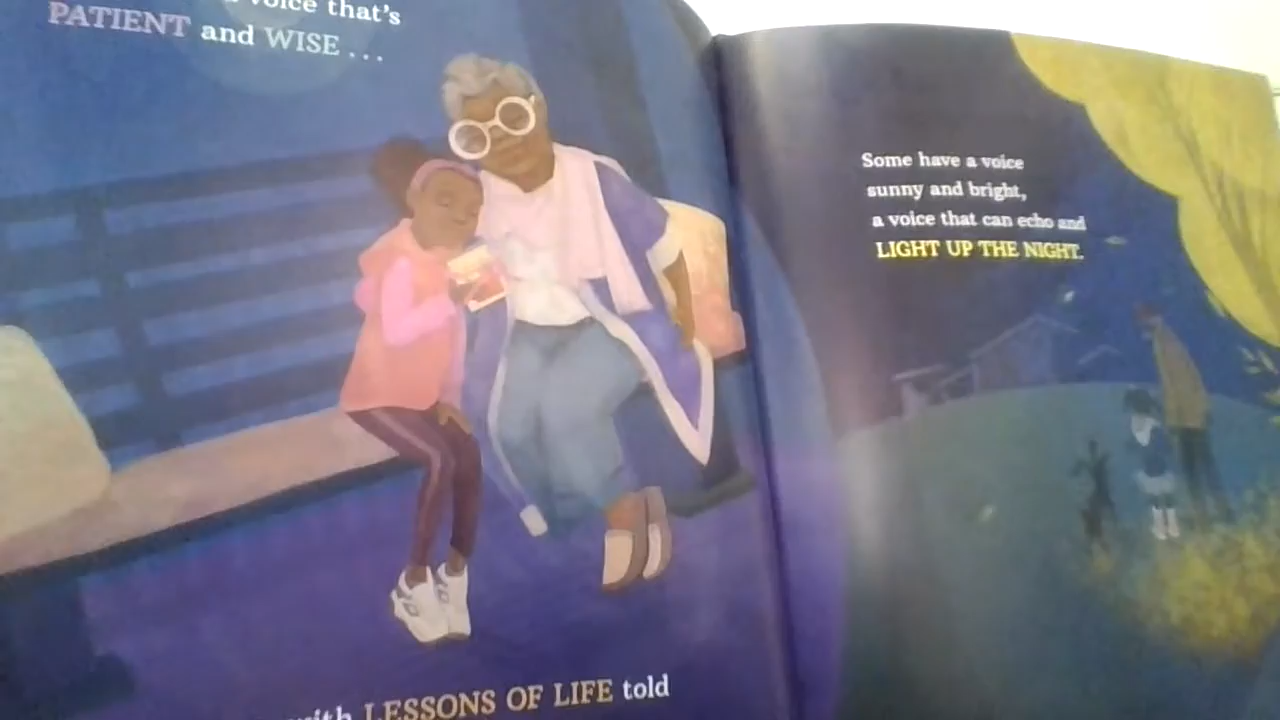 voice that's
PATIENT and WISE . . .
with LESSONS OF LIFE told
Some have a voice
sunny and bright,
a voice that can echo and
LIGHT UP THE NIGHT.